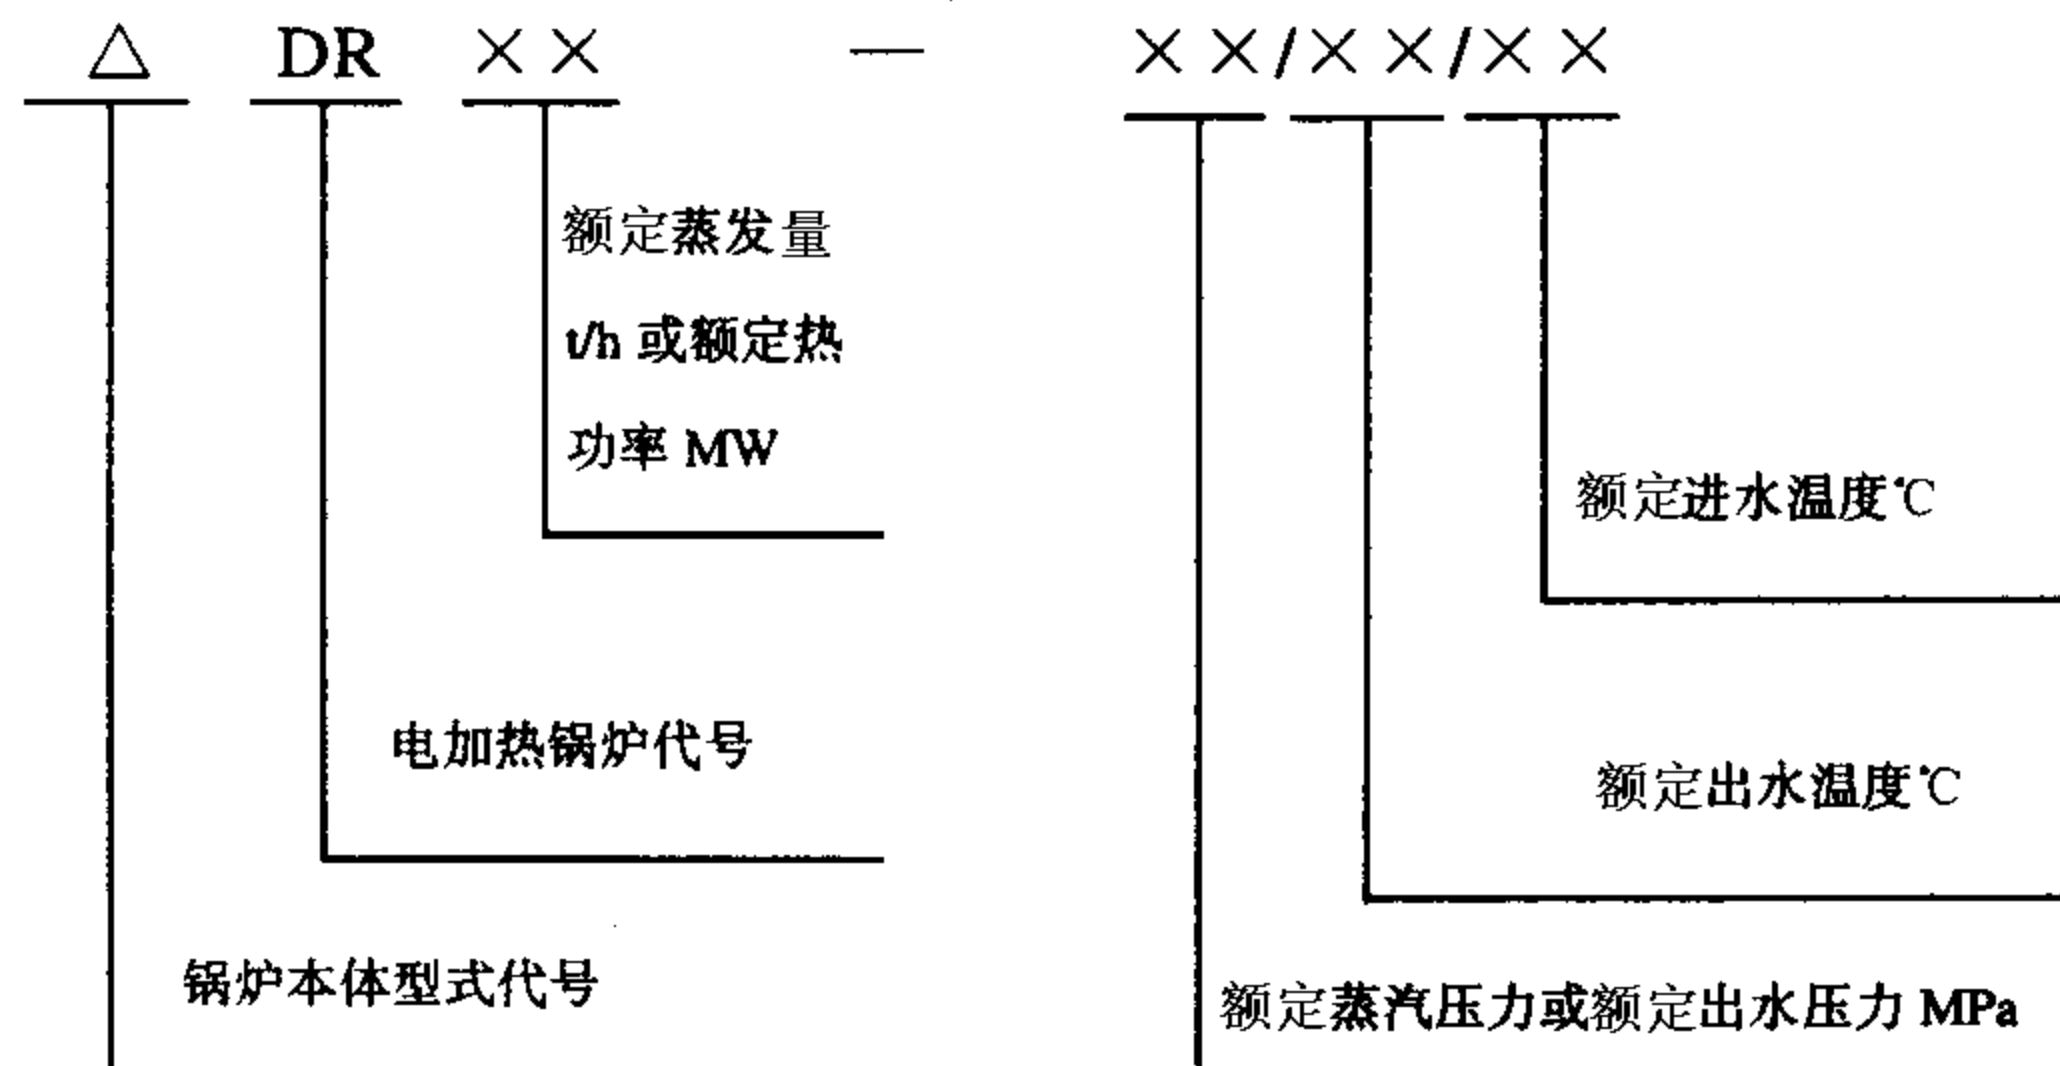 △ DR ×× — ××/××/××
额定蒸发量
t/h 或额定热
功率 MW
额定进水温度℃
电加热锅炉代号
额定出水温度℃
锅炉本体型式代号
额定蒸汽压力或额定出水压力 MPa